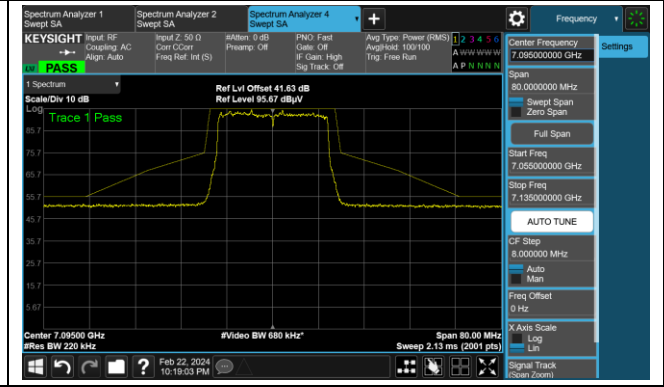 Spectrum Analyzer 1
Swept SA
Spectrum Analyzer 2
Swept SA
Spectrum Analyzer 4
Swept SA
Frequency
KEYSIGHT
Input: RF
Coupling: AC
Align: Auto
Input Z: 50 Ω
Corr CCorr
Freq Ref: Int (S)
#Atten: 0 dB
Preamp: Off
PNO: Fast
Gate: Off
IF Gain: High
Sig Track: Off
Avg Type: Power (RMS)
Avg|Hold: 100/100
Trig: Free Run
1 2 3 4 5 6
A W W W W W
A P N N N N
PASS
1 Spectrum
Scale/Div 10 dB
Ref Lvl Offset 41.63 dB
Ref Level 95.67 dBµV
Log
Trace 1 Pass
85.7
75.7
65.7
55.7
45.7
35.7
25.7
15.7
5.67
Center 7.09500 GHz
#Video BW 680 kHz*
Span 80.00 MHz
#Res BW 220 kHz
Sweep 2.13 ms (2001 pts)
Center Frequency
7.095000000 GHz
Settings
Span
80.0000000 MHz
Swept Span
Zero Span
Full Span
Start Freq
7.055000000 GHz
Stop Freq
7.135000000 GHz
AUTO TUNE
CF Step
8.000000 MHz
Auto
Man
Freq Offset
0 Hz
X Axis Scale
Log
Lin
Signal Track
(Span Zoom)
?
Feb 22, 2024
10:19:03 PM